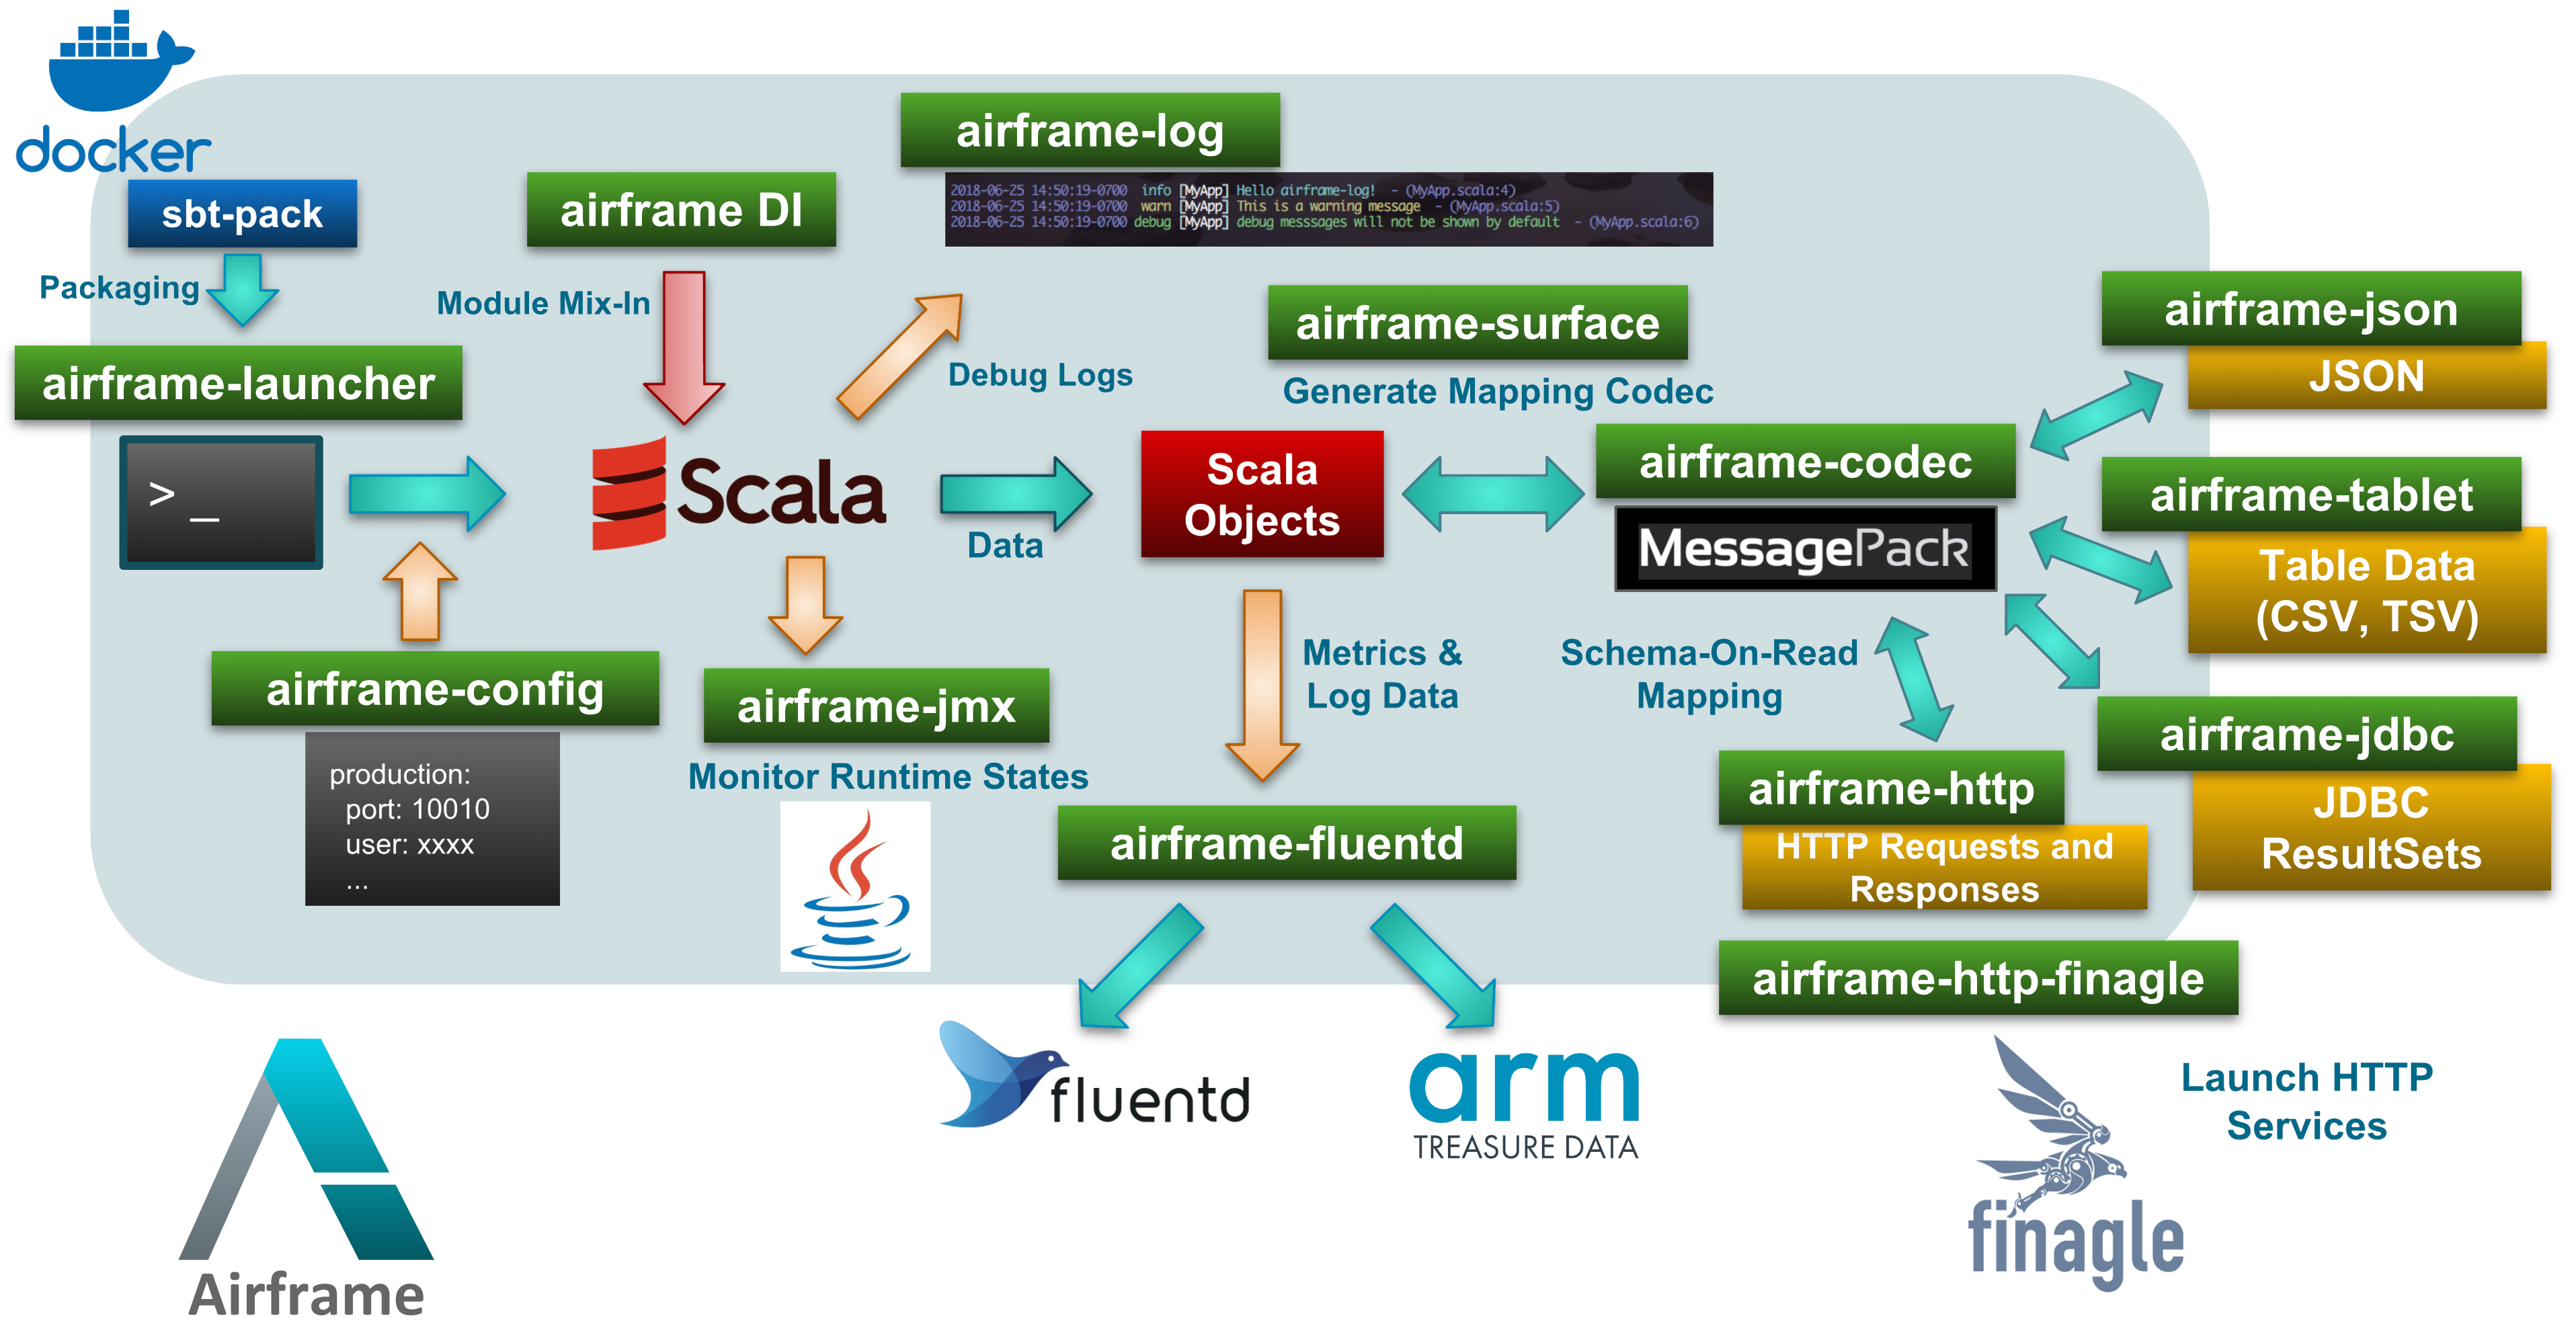 docker
sbt-pack
Packaging
airframe-launcher
> _
airframe DI
Module Mix-In
airframe-log
2018-06-25 14:50:19-0700 info [MyApp] Hello airframe-log! - (MyApp.scala:4)
2018-06-25 14:50:19-0700 warn [MyApp] This is a warning message - (MyApp.scala:5)
2018-06-25 14:50:19-0700 debug [MyApp] debug messsages will not be shown by default - (MyApp.scala:6)
Debug Logs
Scala
Data
airframe-surface
Generate Mapping Codec
Scala
Objects
airframe-codec
MessagePack
airframe-json
JSON
airframe-tablet
Table Data
(CSV, TSV)
airframe-config
production:
port: 10010
user: xxxx
...
airframe-jmx
Monitor Runtime States
Metrics &
Log Data
Schema-On-Read
Mapping
airframe-jdbc
JDBC
ResultSets
airframe-http
HTTP Requests and
Responses
airframe-fluentd
airframe-http-finagle
fluentd
arm
TREASURE DATA
finagle
Launch HTTP
Services
Airframe